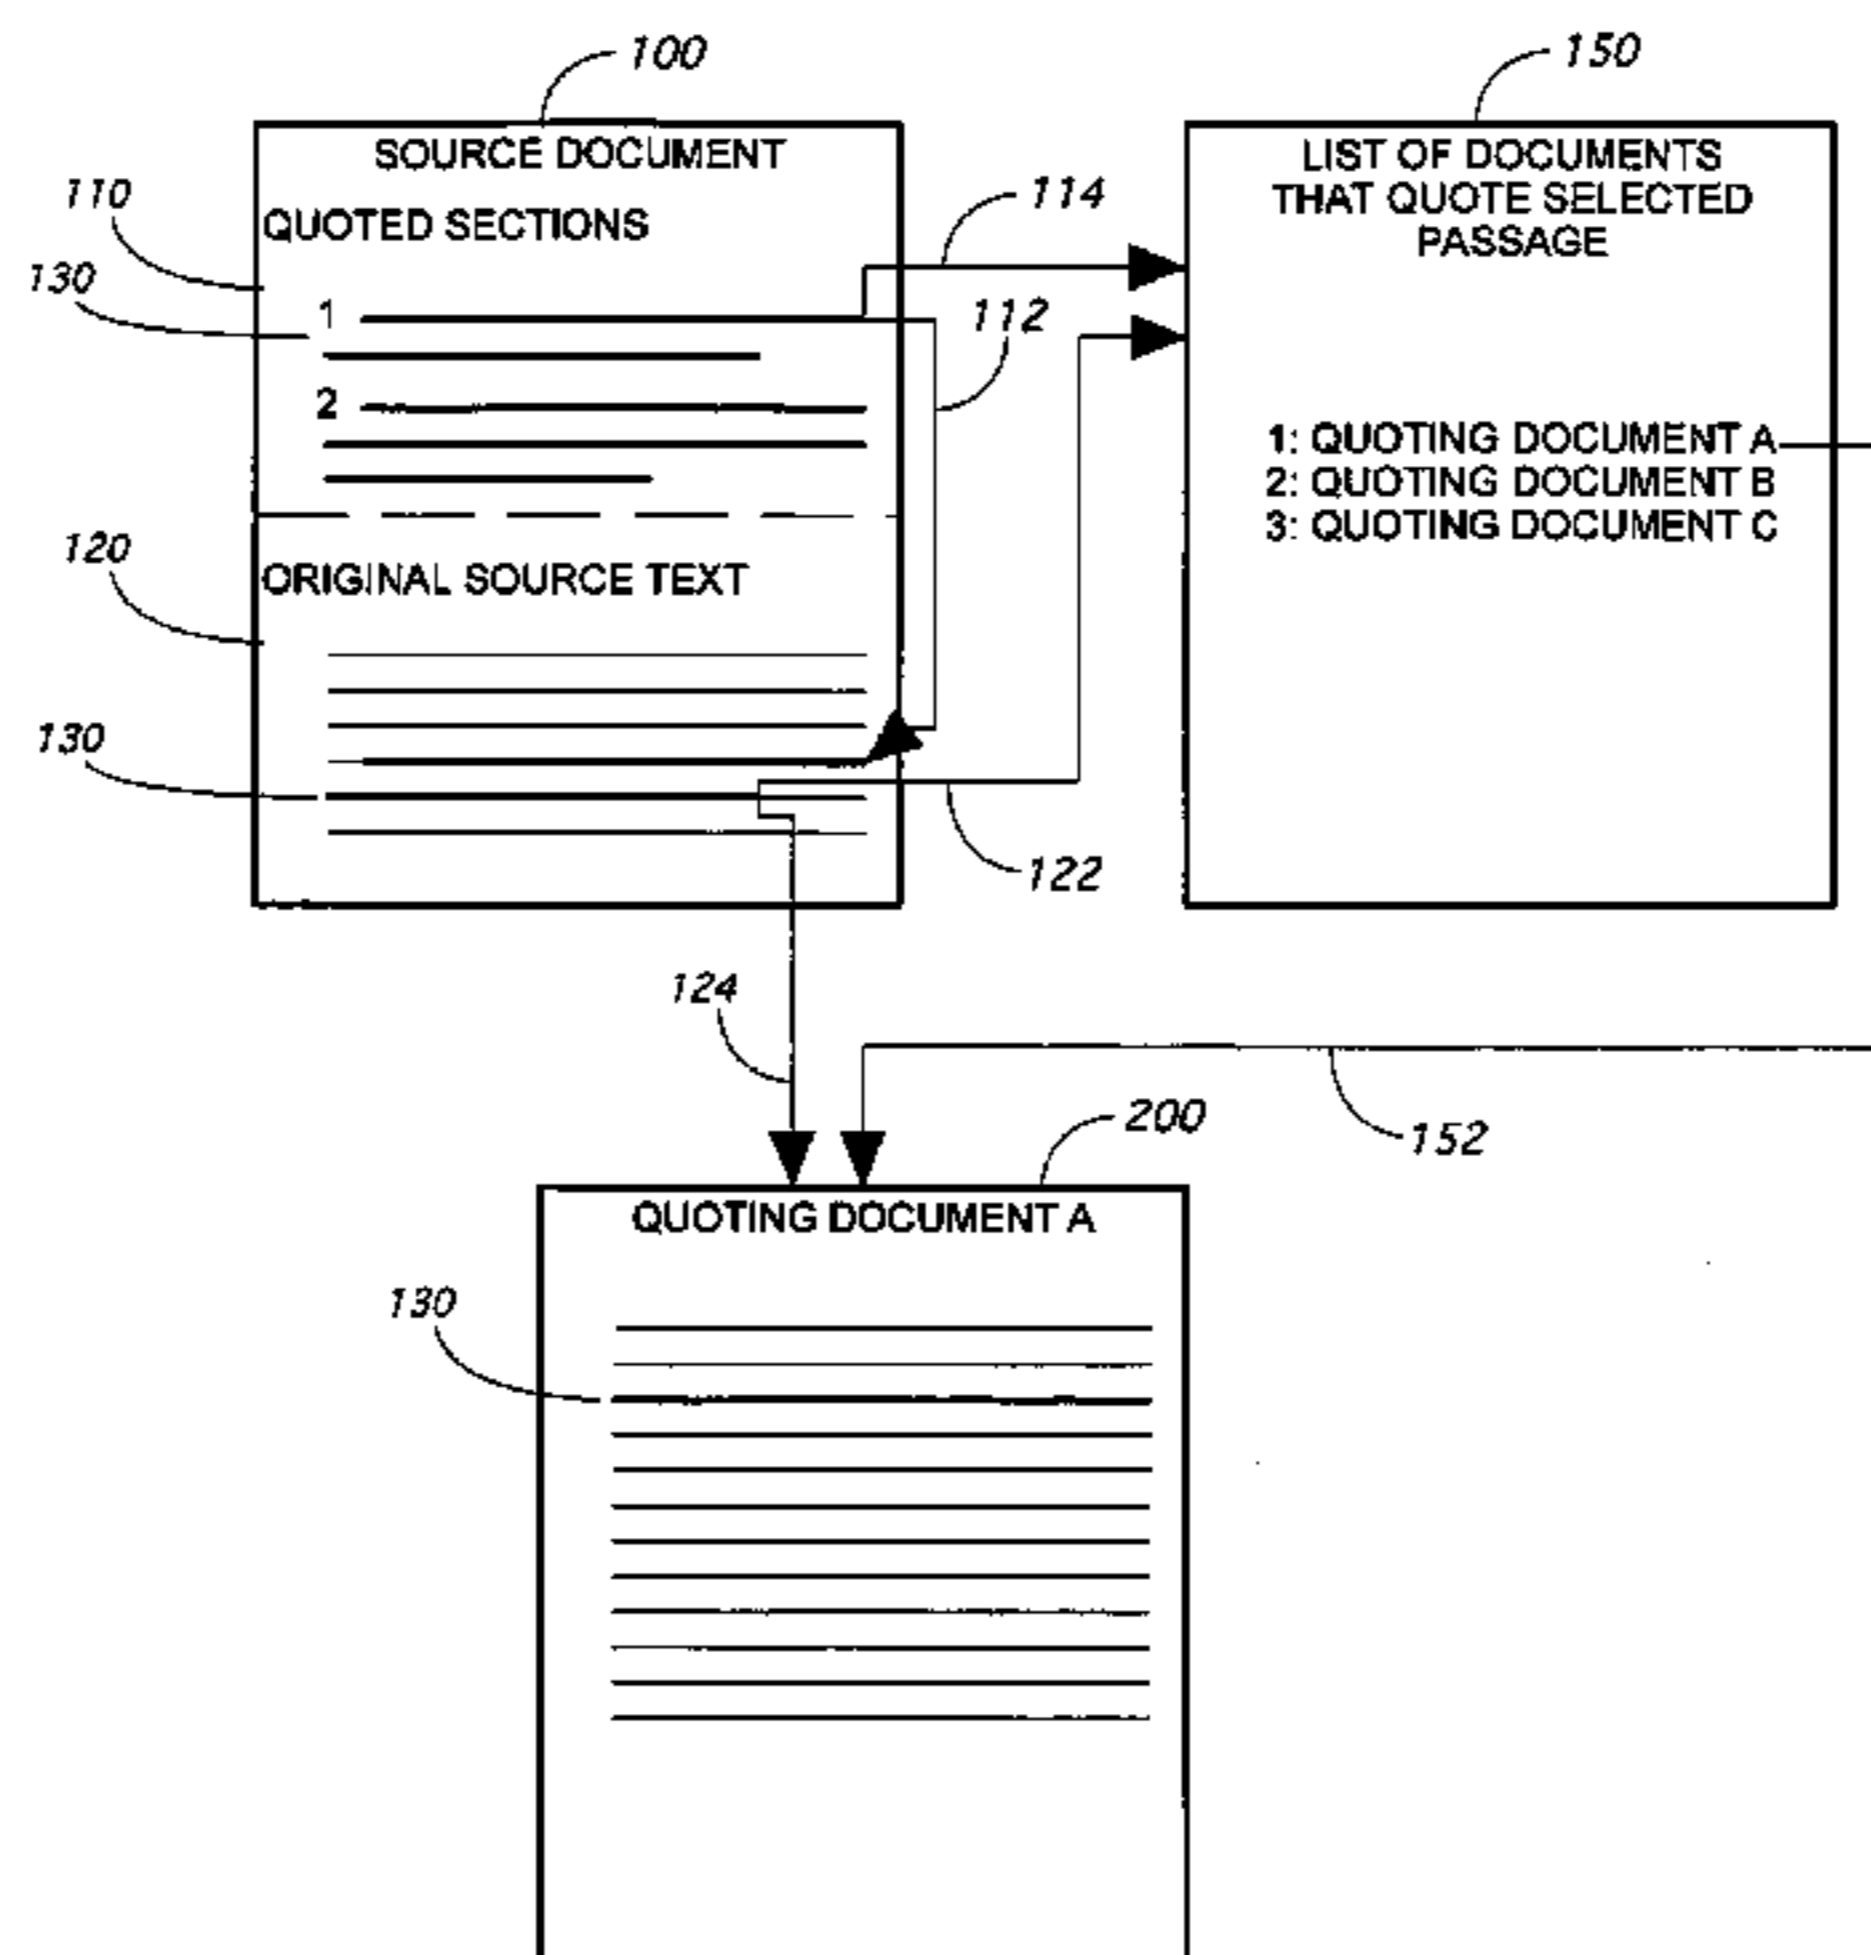 100
150
SOURCE DOCUMENT
LIST OF DOCUMENTS
THAT QUOTE SELECTED
PASSAGE
110
QUOTED SECTIONS
114
130
1
112
2
1: QUOTING DOCUMENT A
2: QUOTING DOCUMENT B
3: QUOTING DOCUMENT C
120
ORIGINAL SOURCE TEXT
130
122
124
200
152
QUOTING DOCUMENT A
130